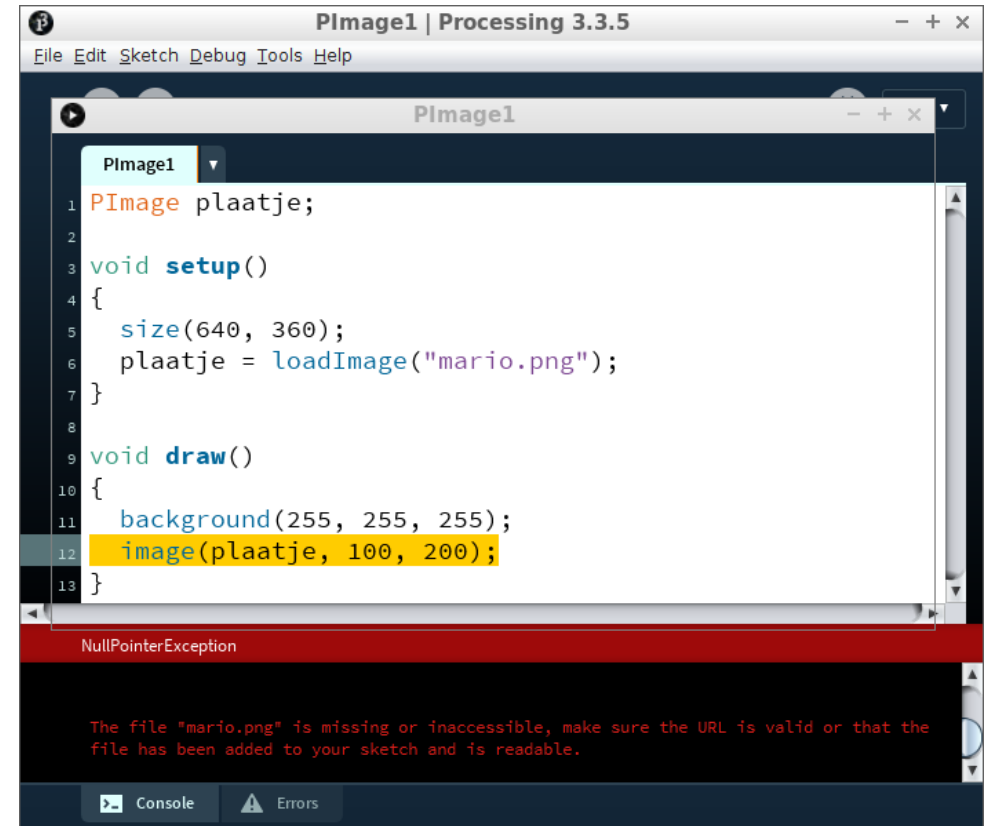 PImage1 | Processing 3.3.5
File Edit Sketch Debug Tools Help
PImage1
PImage1
1 PImage plaatje;
2
3 void setup()
4 {
5   size(640, 360);
6   plaatje = loadImage("mario.png");
7 }
8
9 void draw()
10 {
11   background(255, 255, 255);
12   image(plaatje, 100, 200);
13 }
NullPointerException
The file "mario.png" is missing or inaccessible, make sure the URL is valid or that the
file has been added to your sketch and is readable.
Console Errors